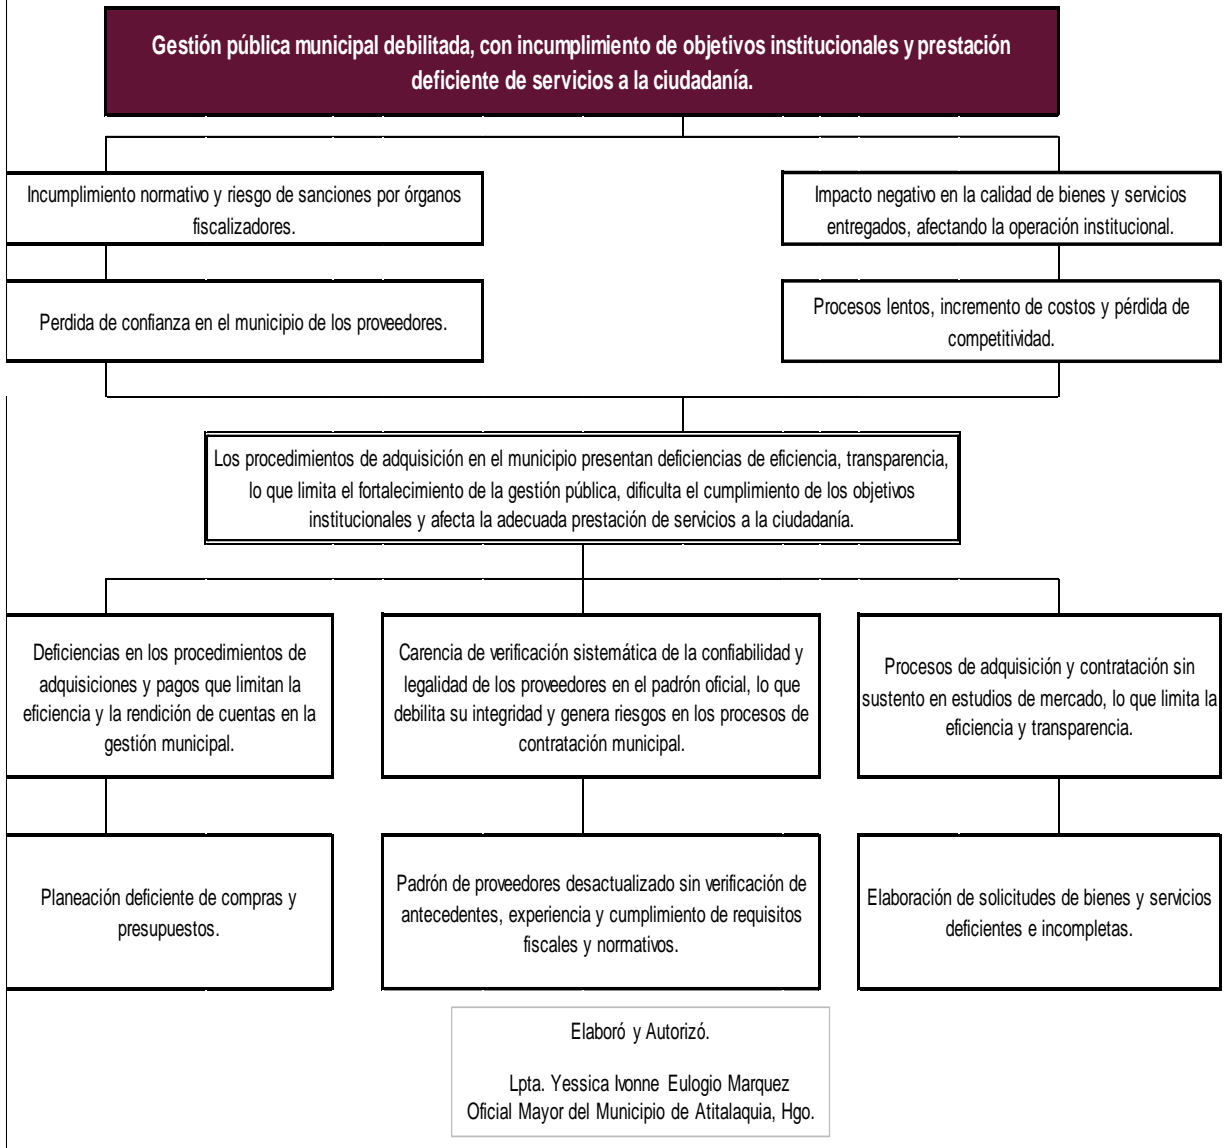 Gestión pública municipal debilitada, con incumplimiento de objetivos institucionales y prestación
deficiente de servicios a la ciudadanía.
Incumplimiento normativo y riesgo de sanciones por órganos
fiscalizadores.
Impacto negativo en la calidad de bienes y servicios
entregados, afectando la operación institucional.
Perdida de confianza en el municipio de los proveedores.
Procesos lentos, incremento de costos y pérdida de
competitividad.
Los procedimientos de adquisición en el municipio presentan deficiencias de eficiencia, transparencia,
lo que limita el fortalecimiento de la gestión pública, dificulta el cumplimiento de los objetivos
institucionales y afecta la adecuada prestación de servicios a la ciudadanía.
Deficiencias en los procedimientos de
adquisiciones y pagos que limitan la
eficiencia y la rendición de cuentas en la
gestión municipal.
Carencia de verificación sistemática de la confiabilidad y
legalidad de los proveedores en el padrón oficial, lo que
debilita su integridad y genera riesgos en los procesos de
contratación municipal.
Procesos de adquisición y contratación sin
sustento en estudios de mercado, lo que limita la
eficiencia y transparencia.
Planeación deficiente de compras y
presupuestos.
Padrón de proveedores desactualizado sin verificación de
antecedentes, experiencia y cumplimiento de requisitos
fiscales y normativos.
Elaboración de solicitudes de bienes y servicios
deficientes e incompletas.
Elaboró y Autorizó.
Lpta. Yessica Ivonne Eulogio Marquez
Oficial Mayor del Municipio de Atitalaquia, Hgo.